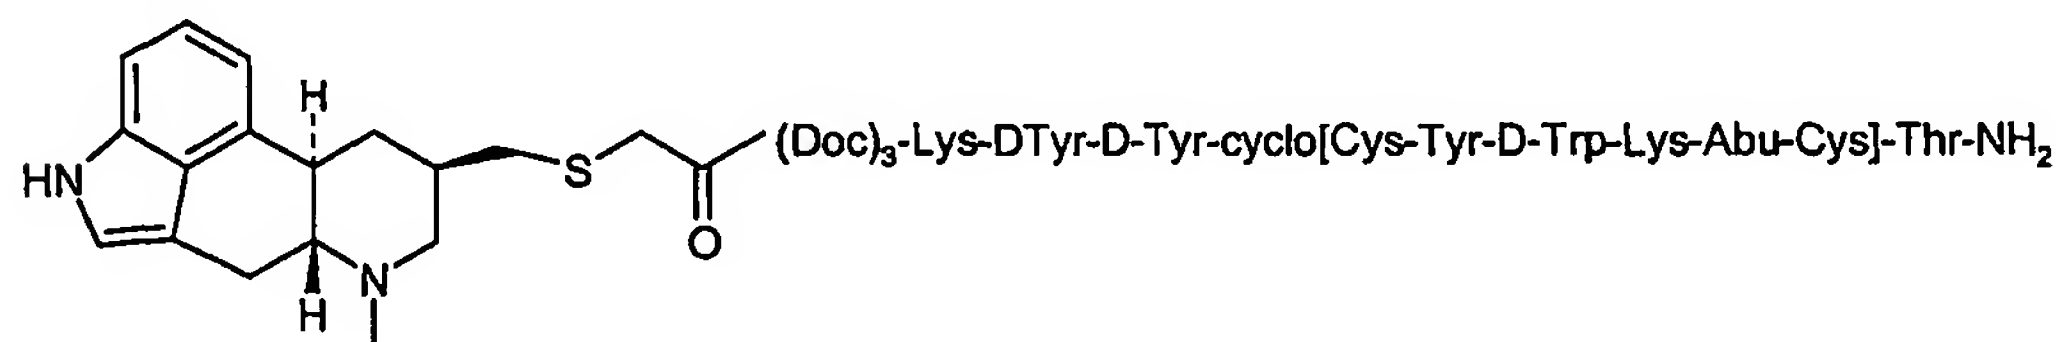 H
(Doc)3-Lys-DTyr-D-Tyr-cyclo[Cys-Tyr-D-Trp-Lys-Abu-Cys]-Thr-NH2
S
HN
O
N
H